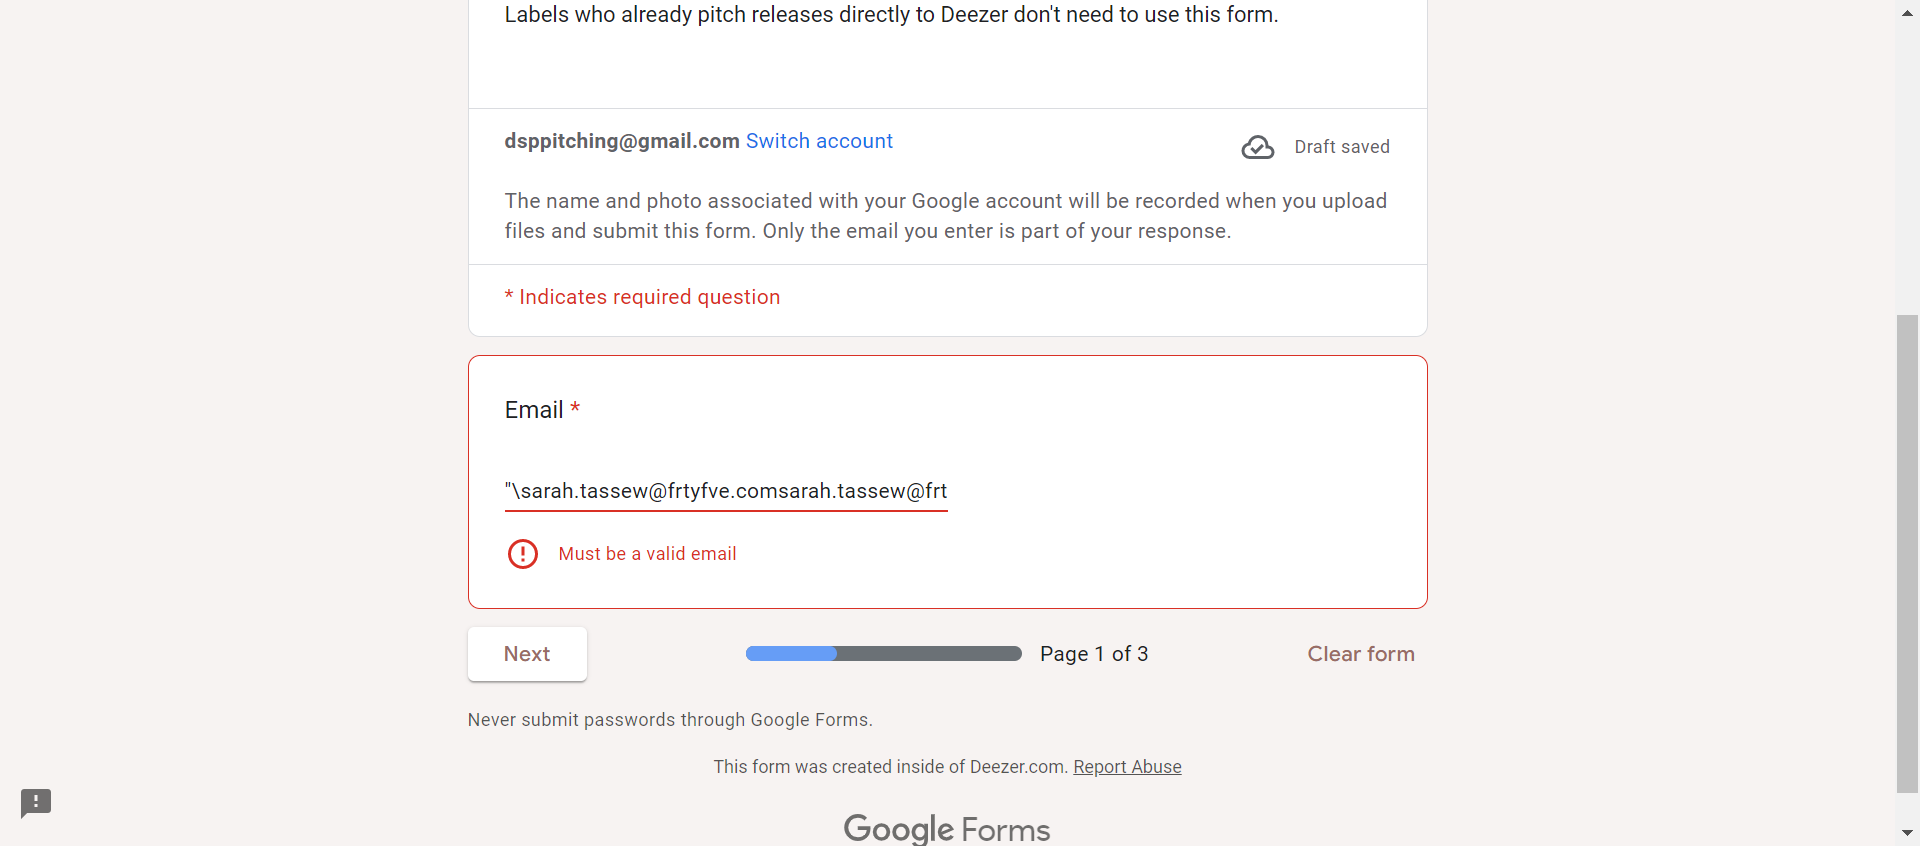 Labels who already pitch releases directly to Deezer don't need to use this form.
dsppitching@gmail.com Switch account
Draft saved
The name and photo associated with your Google account will be recorded when you upload
files and submit this form. Only the email you enter is part of your response.
* Indicates required question
Email *
"\sarah.tassew@frtyfve.comsarah.tassew@frt
Must be a valid email
Next
Page 1 of 3
Clear form
Never submit passwords through Google Forms.
This form was created inside of Deezer.com. Report Abuse
Google Forms